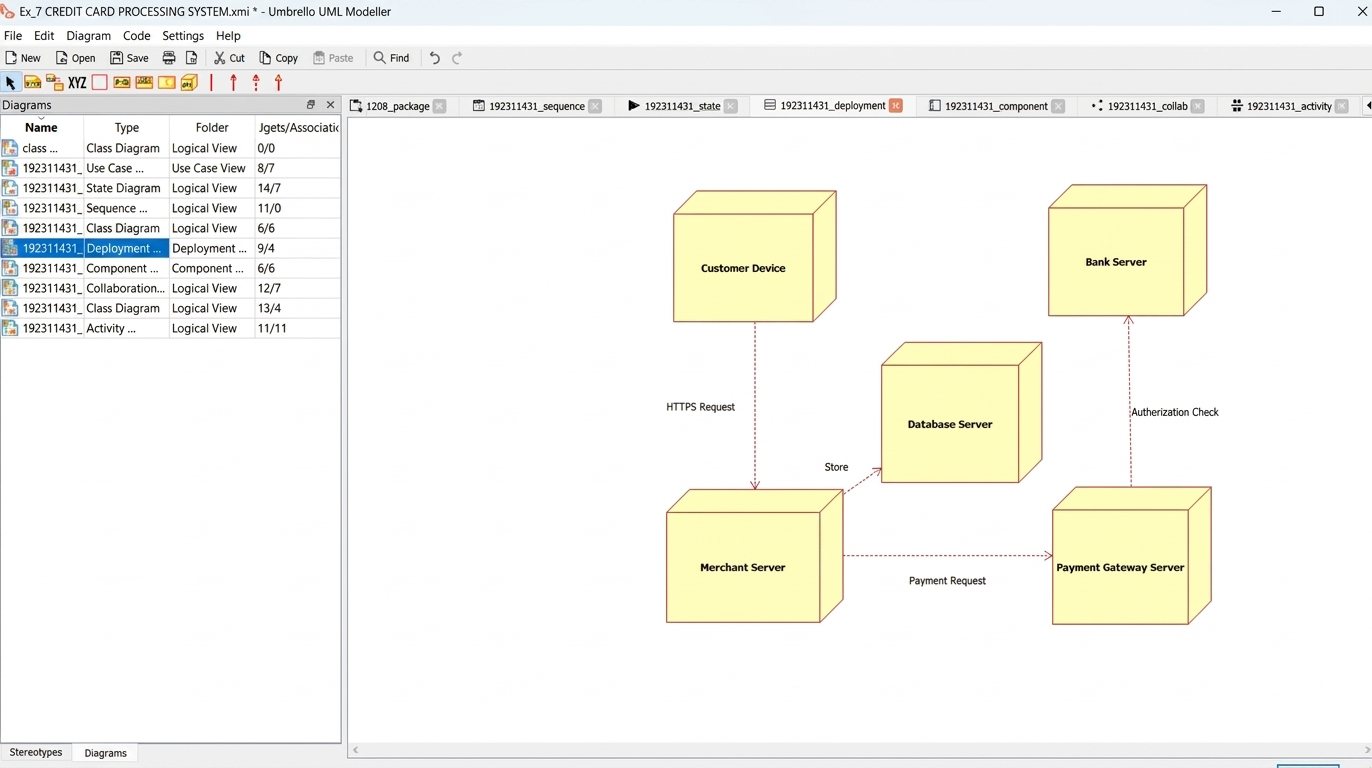 Ex_7 CREDIT CARD PROCESSING SYSTEM.xmi * - Umbrello UML Modeller
File Edit Diagram Code Settings Help
New Open Save Cut Copy Paste Find
XYZ
Diagrams
1208_package 192311431_sequence 192311431_state 192311431_deployment 192311431_component 192311431_collab 192311431_activity
Name Type Folder Jgets/Associatic
class ... Class Diagram Logical View 0/0
192311431_ Use Case ... Use Case View 8/7
192311431_ State Diagram Logical View 14/7
192311431_ Sequence ... Logical View 11/0
192311431_ Class Diagram Logical View 6/6
192311431_ Deployment ... Deployment ... 9/4
192311431_ Component ... Component ... 6/6
192311431_ Collaboration... Logical View 12/7
192311431_ Class Diagram Logical View 13/4
192311431_ Activity ... Logical View 11/11
Customer Device
Bank Server
HTTPS Request
Database Server
Autherization Check
Store
Merchant Server
Payment Gateway Server
Payment Request
Stereotypes Diagrams